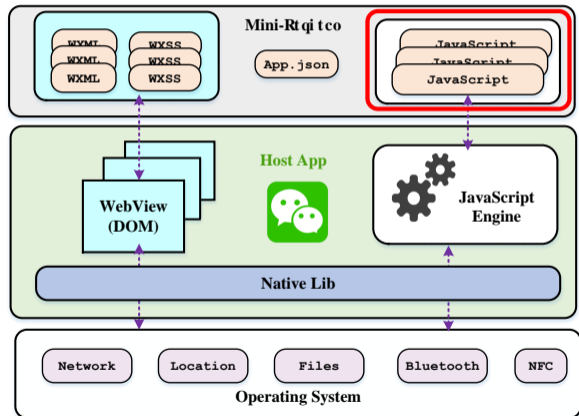 Mini-Rtqi tco
WXML
WXML
WXML
WXSS
WXSS
WXSS
App.json
JavaScript
JavaScript
JavaScript
Host App
WebView
(DOM)
JavaScript
Engine
Native Lib
Network
Location
Files
Bluetooth
NFC
Operating System